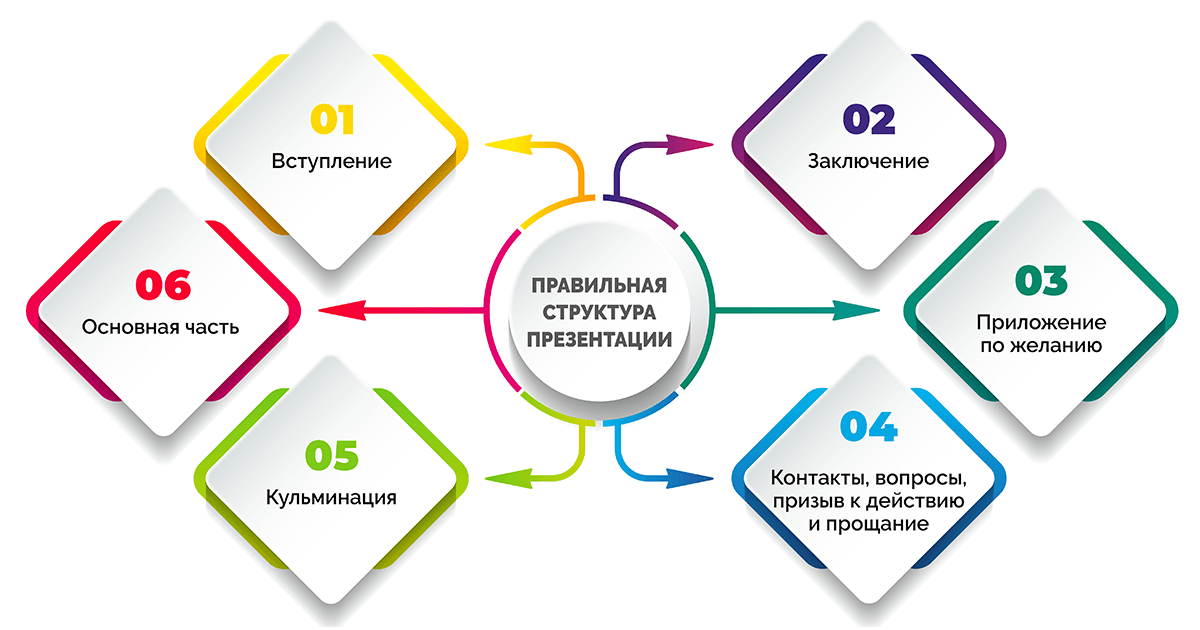 01
Вступление
02
Заключение
06
Основная часть
ПРАВИЛЬНАЯ
СТРУКТУРА
ПРЕЗЕНТАЦИИ
03
Приложение
по желанию
05
Кульминация
04
Контакты, вопросы,
призыв к действию
и прощание